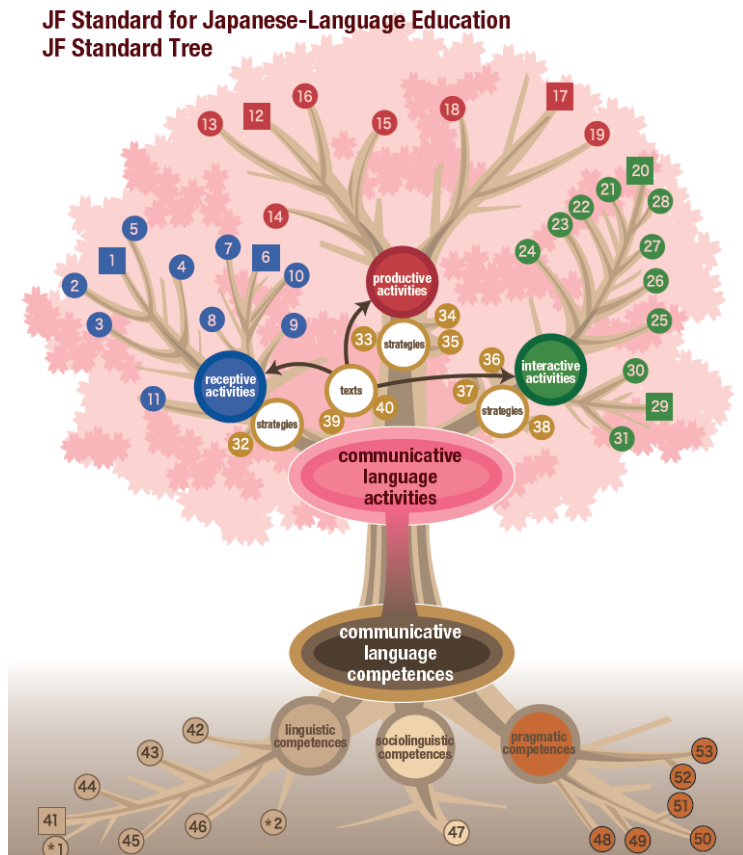 JF Standard for Japanese-Language Education
JF Standard Tree
16
17
12
18
13
15
19
14
20
21
28
22
23
24
27
26
25
5
1
4
7
6
10
2
3
8
9
11
productive
activities
34
33
strategies
35
36
receptive
activities
texts
interactive
activities
30
37
40
39
strategies
38
29
31
strategies
32
communicative
language
activities
communicative
language
competences
linguistic
competences
sociolinguistic
competences
pragmatic
competences
42
43
44
41
*1
45
46
*2
47
53
52
51
48
49
50